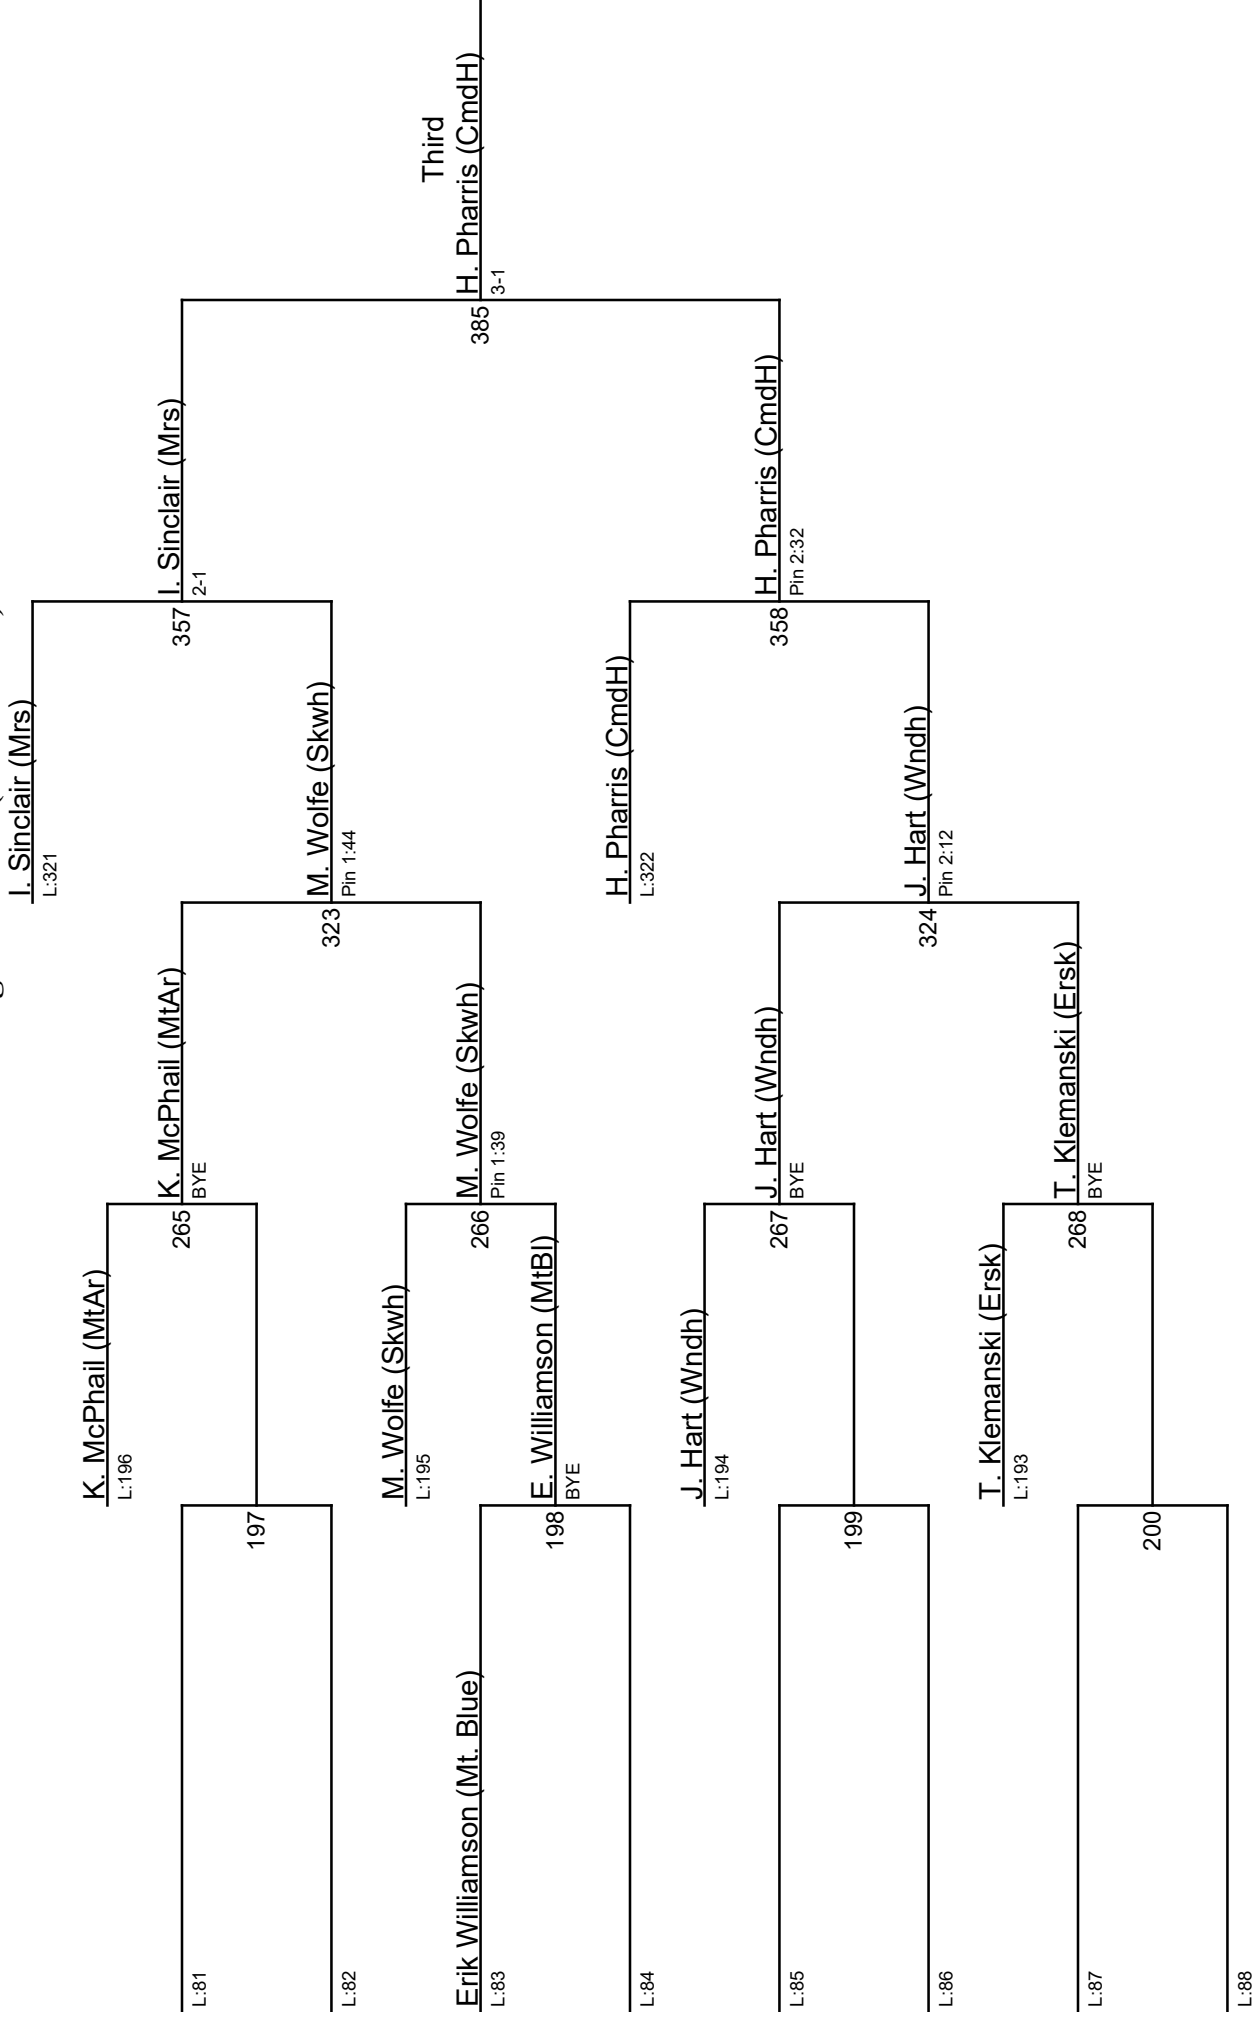 L:81
L:82
Erik Williamson (Mt. Blue)
L:83
L:84
L:85
L:86
L:87
L:88
197
198
199
200
K. McPhail (MtAr)
L:196
M. Wolfe (Skwh)
L:195
E. Williamson (MtBl)
BYE
J. Hart (Wndh)
L:194
T. Klemanski (Ersk)
L:193
265
266
267
268
K. McPhail (MtAr)
BYE
M. Wolfe (Skwh)
Pin 1:39
J. Hart (Wndh)
BYE
T. Klemanski (Ersk)
BYE
323
324
I. Sinclair (Mrs)
L:321
M. Wolfe (Skwh)
Pin 1:44
H. Pharris (CmdH)
L:322
J. Hart (Wndh)
Pin 2:12
357
358
I. Sinclair (Mrs)
2-1
H. Pharris (CmdH)
Pin 2:32
385
Third
H. Pharris (CmdH)
3-1